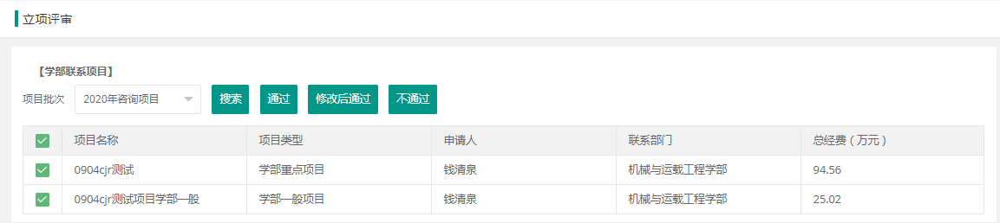 立项评审
【学部联系项目】
项目批次 2020年咨询项目 搜索 通过 修改后通过 不通过
项目名称 项目类型 申请人 联系部门 总经费（万元）
0904cjr测试 学部重点项目 钱清泉 机械与运载工程学部 94.56
0904cjr测试项目学部一般 学部一般项目 钱清泉 机械与运载工程学部 25.02